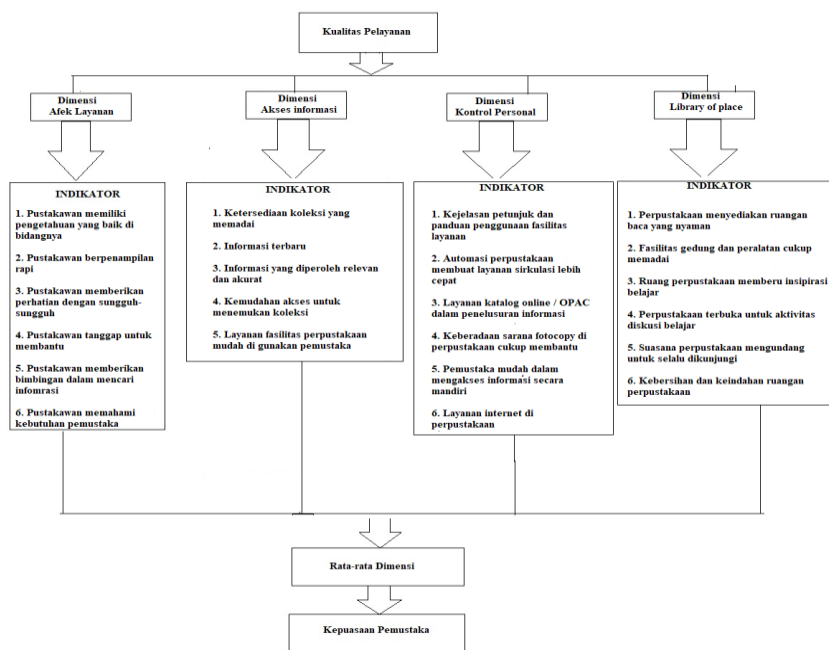 Kualitas Pelayanan
Dimensi
Afek Layanan
Dimensi
Akses informasi
Dimensi
Kontrol Personal
Dimensi
Library of place
INDIKATOR
1. Pustakawan memiliki
pengetahuan yang baik di
bidangnya
2. Pustakawan berpenampilan
rapi
3. Pustakawan memberikan
perhatian dengan sungguh-
sungguh
4. Pustakawan tanggap untuk
membantu
5. Pustakawan memberikan
bimbingan dalam mencari
infomrasi
6. Pustakawan memahami
kebutuhan pemustaka
INDIKATOR
1. Ketersediaan koleksi yang
memadai
2. Informasi terbaru
3. Informasi yang diperoleh relevan
dan akurat
4. Kemudahan akses untuk
menemukan koleksi
5. Layanan fasilitas perpustakaan
mudah di gunakan pemustaka
INDIKATOR
1. Kejelasan petunjuk dan
panduan penggunaan fasilitas
layanan
2. Automasi perpustakaan
membuat layanan sirkulasi lebih
cepat
3. Layanan katalog online / OPAC
dalam penelusuran informasi
4. Keberadaan sarana fotocopy di
perpustakaan cukup membantu
5. Pemustaka mudah dalam
mengakses informasi secara
mandiri
6. Layanan internet di
perpustakaan
INDIKATOR
1. Perpustakaan menyediakan ruangan
baca yang nyaman
2. Fasilitas gedung dan peralatan cukup
memadai
3. Ruang perpustakaan memberu insipirasi
belajar
4. Perpustakaan terbuka untuk aktivitas
diskusi belajar
5. Suasana perpustakaan mengundang
untuk selalu dikunjungi
6. Kebersihan dan keindahan ruangan
perpustakaan
Rata-rata Dimensi
Kepuasaan Pemustaka